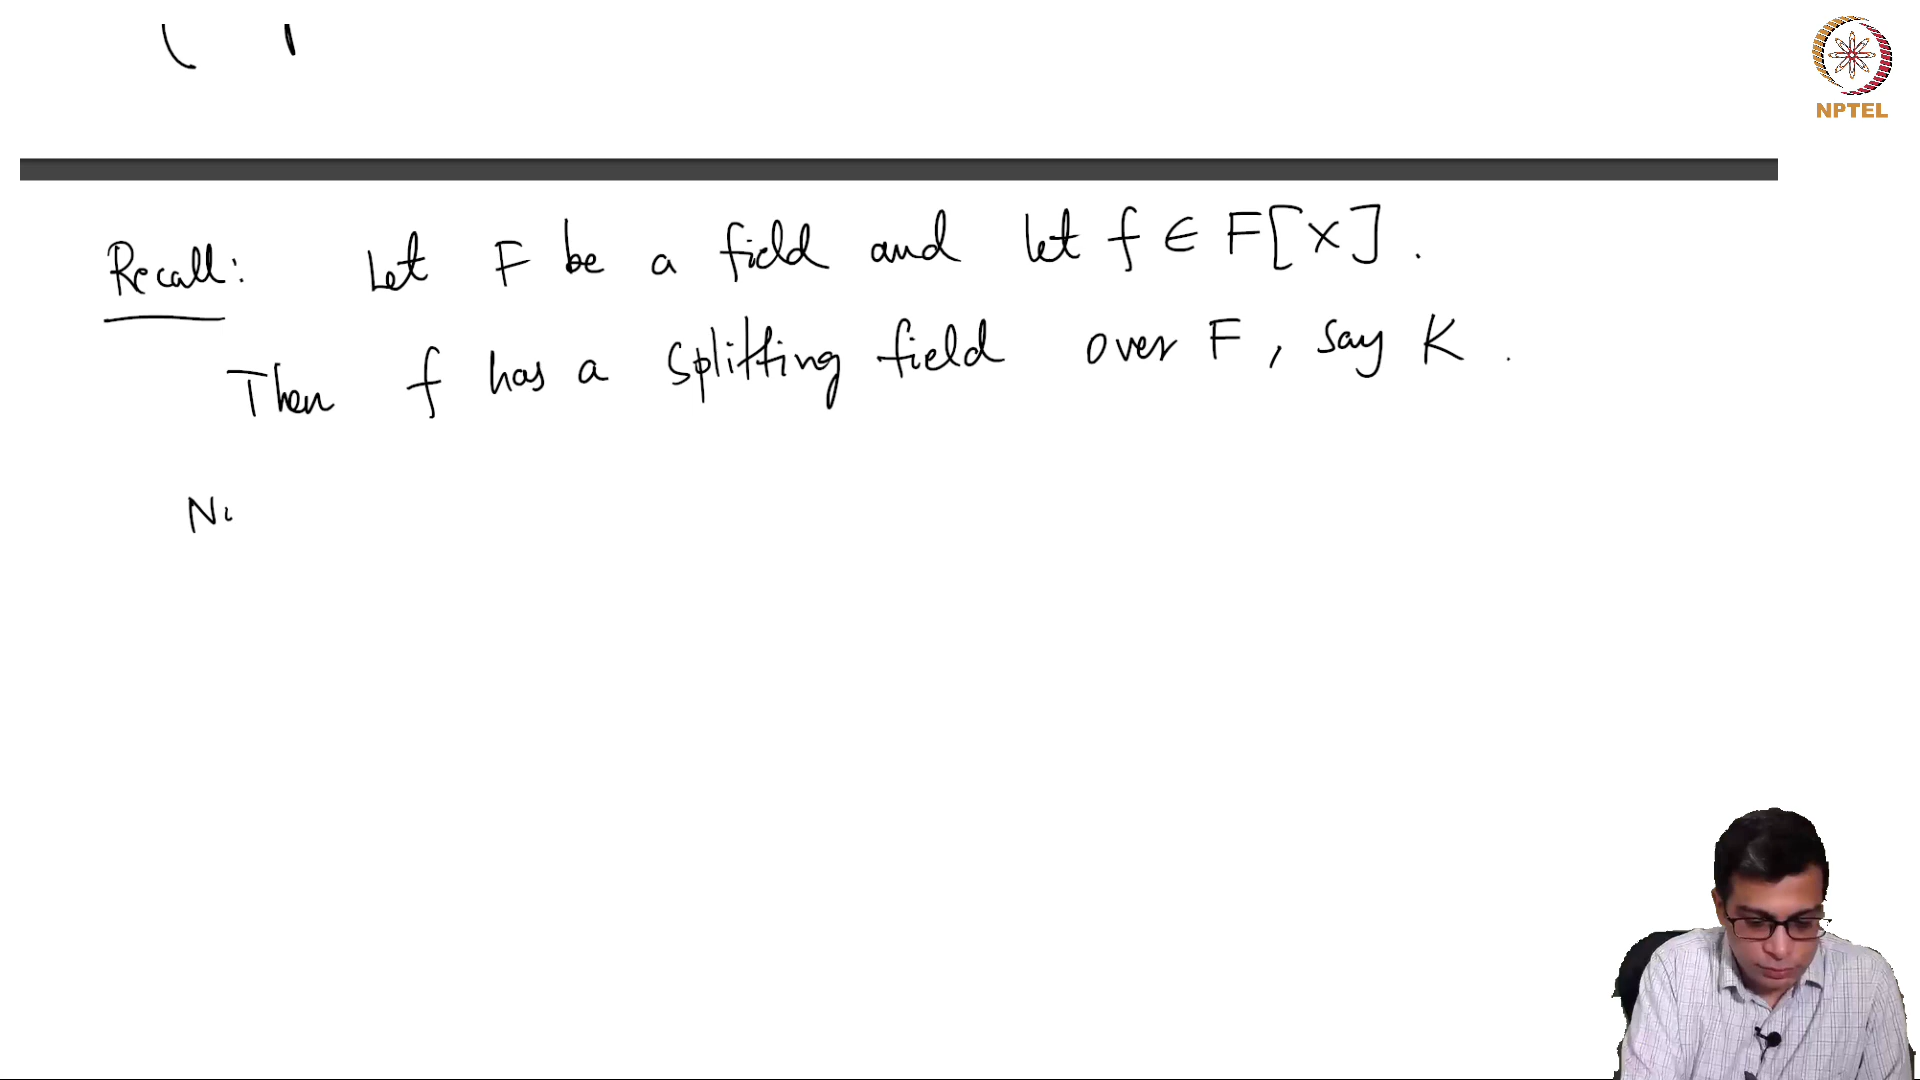 NPTEL
Recall: Let F be a field and let f ∈ F[X].
Then f has a splitting field over F, say K.